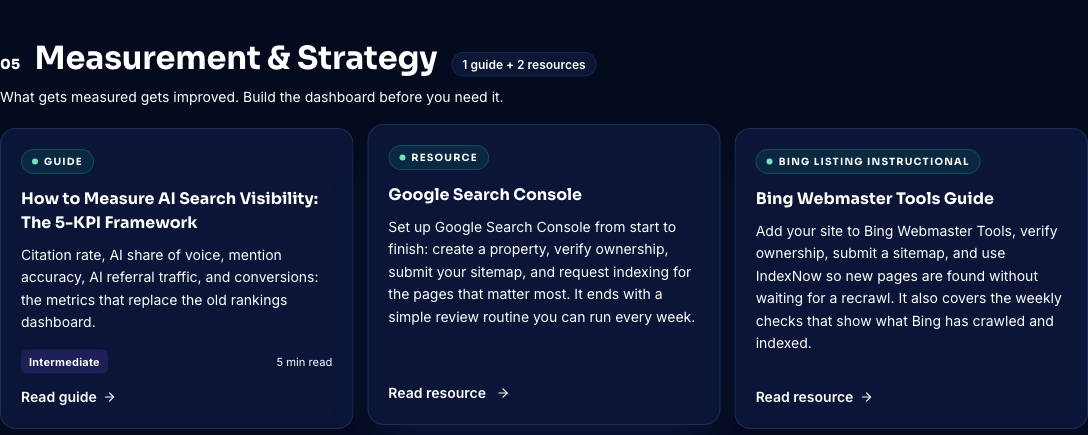 05 Measurement & Strategy 1 guide + 2 resources
What gets measured gets improved. Build the dashboard before you need it.
GUIDE
How to Measure AI Search Visibility:
The 5-KPI Framework
Citation rate, AI share of voice, mention
accuracy, AI referral traffic, and conversions:
the metrics that replace the old rankings
dashboard.
Intermediate 5 min read
Read guide →
RESOURCE
Google Search Console
Set up Google Search Console from start to
finish: create a property, verify ownership,
submit your sitemap, and request indexing for
the pages that matter most. It ends with a
simple review routine you can run every week.
Read resource →
BING LISTING INSTRUCTIONAL
Bing Webmaster Tools Guide
Add your site to Bing Webmaster Tools, verify
ownership, submit a sitemap, and use
IndexNow so new pages are found without
waiting for a recrawl. It also covers the weekly
checks that show what Bing has crawled and
indexed.
Read resource →